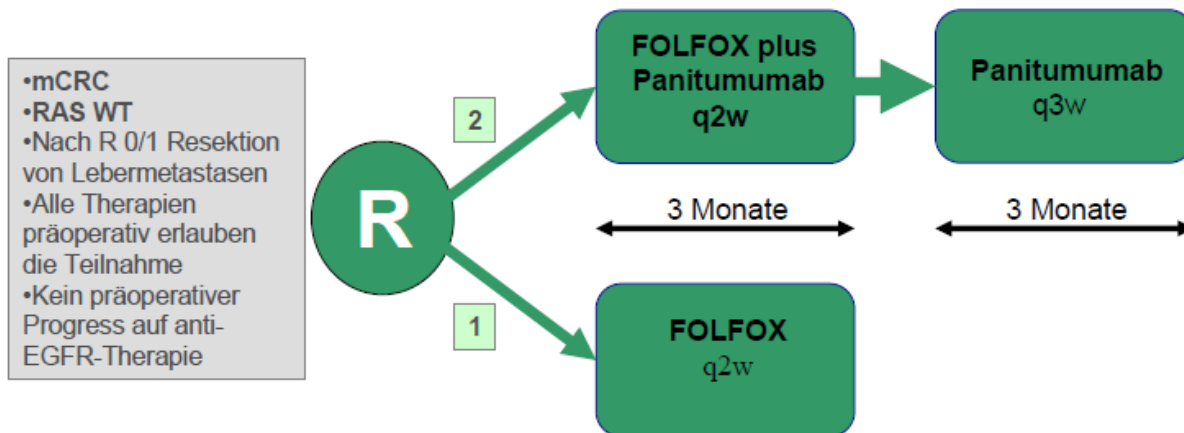 •mCRC
•RAS WT
•Nach R 0/1 Resektion
von Lebermetastasen
•Alle Therapien
präoperativ erlauben
die Teilnahme
•Kein präoperativer
Progress auf anti-
EGFR-Therapie
R
2
1
FOLFOX plus
Panitumumab
q2w
Panitumumab
q3w
3 Monate
3 Monate
FOLFOX
q2w